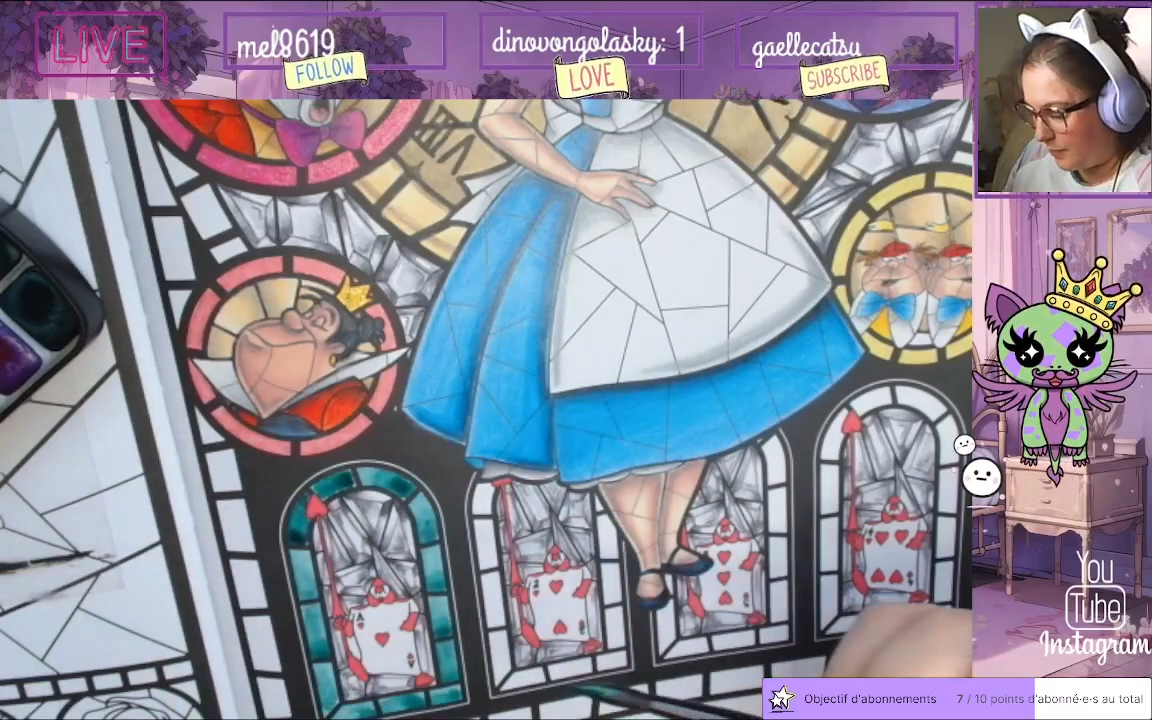 LIVE
mel8619
FOLLOW
dinovongolasky: 1
LOVE
gaellecatsu
SUBSCRIBE
VII
You
Tube
Instagram
Objectif d'abonnements 7 / 10 points d'abonné·e·s au total